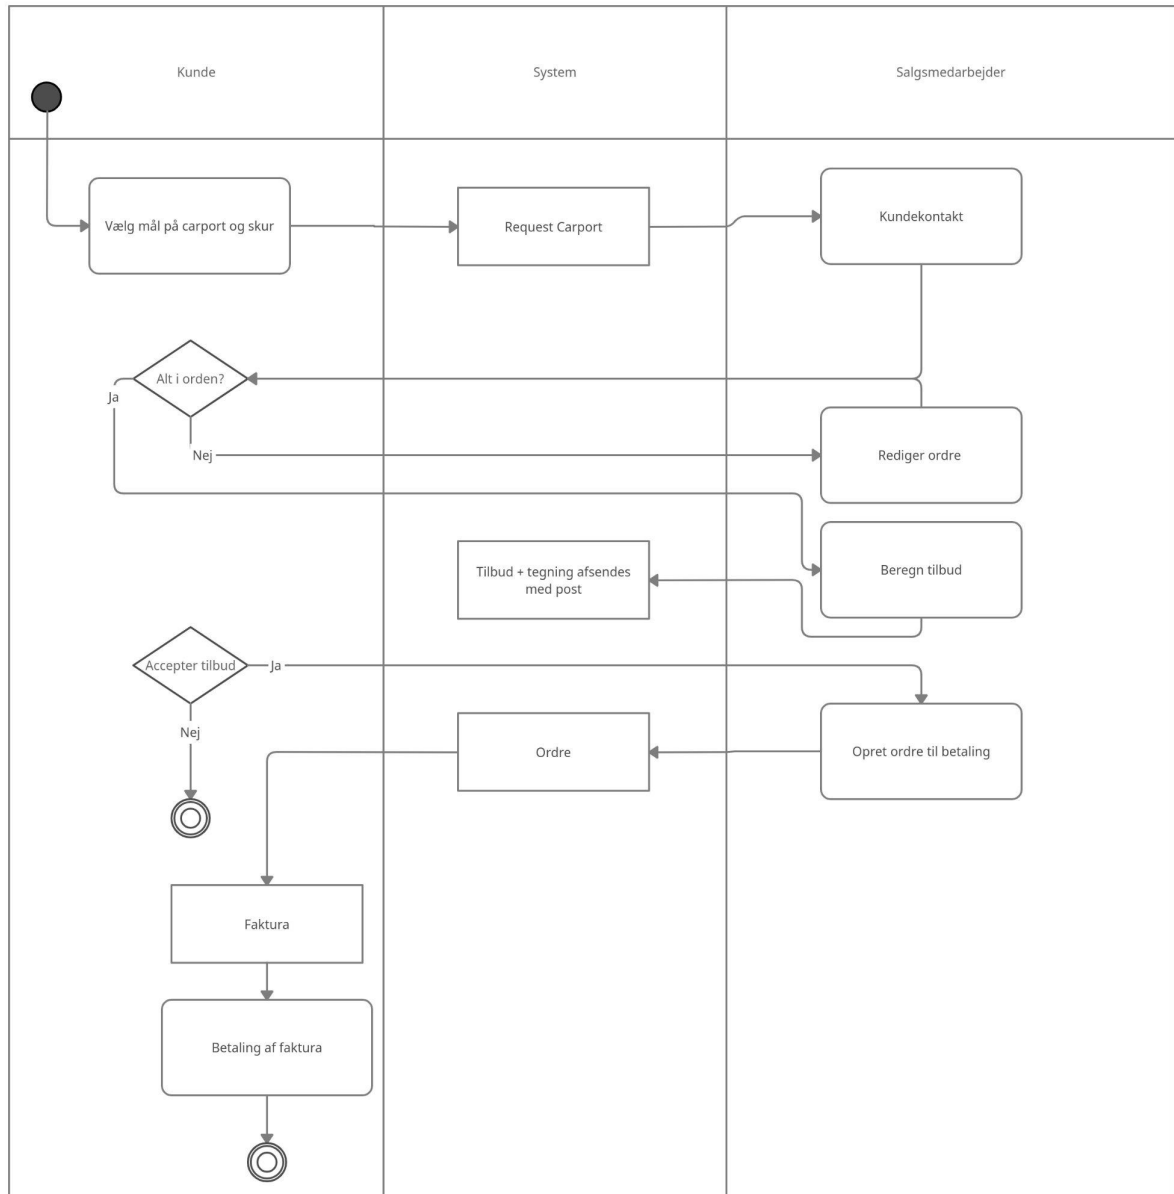 Kunde
System
Salgsmedarbejder
Vælg mål på carport og skur
Request Carport
Kundekontakt
Alt i orden?
Ja
Nej
Rediger ordre
Tilbud + tegning afsendes
med post
Beregn tilbud
Accepter tilbud
Ja
Nej
Ordre
Opret ordre til betaling
Faktura
Betaling af faktura